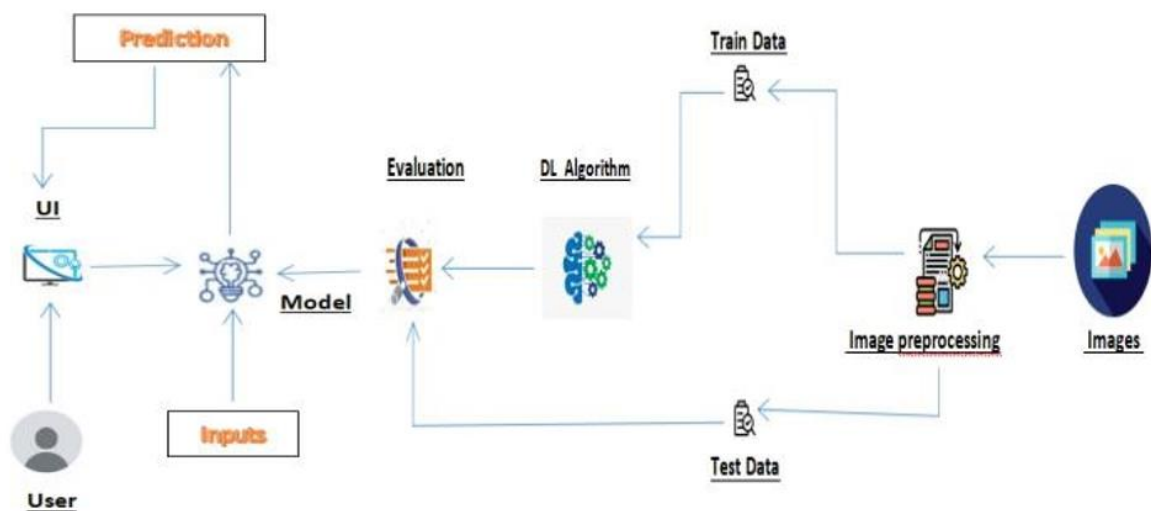 Prediction
Train Data
Evaluation
DL Algorithm
UI
Model
Image preprocessing
Images
Inputs
Test Data
User